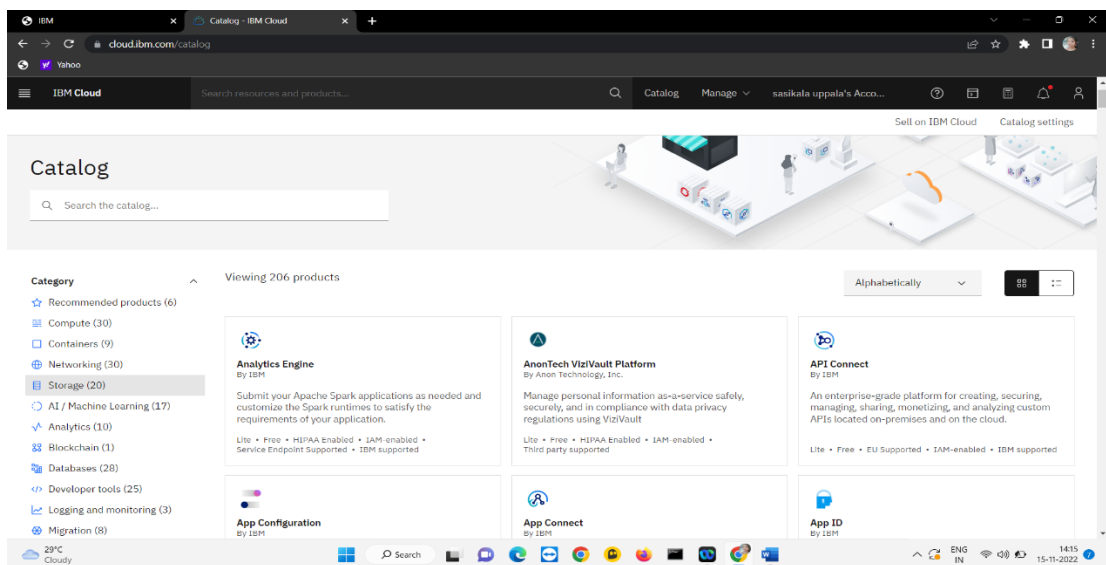 IBM
Catalog - IBM Cloud
cloud.ibm.com/catalog
Yahoo
IBM Cloud
Search resources and products...
Catalog
Manage
sasikala uppala's Acco...
Sell on IBM Cloud
Catalog settings
Catalog
Search the catalog...
Category
Recommended products (6)
Compute (30)
Containers (9)
Networking (30)
Storage (20)
AI / Machine Learning (17)
Analytics (10)
Blockchain (1)
Databases (28)
Developer tools (25)
Logging and monitoring (3)
Migration (8)
Viewing 206 products
Alphabetically
Analytics Engine
By IBM
Submit your Apache Spark applications as needed and
customize the Spark runtimes to satisfy the
requirements of your application.
Lite • Free • HIPAA Enabled • IAM-enabled •
Service Endpoint Supported • IBM supported
AnonTech ViziVault Platform
By Anon Technology, Inc.
Manage personal information as-a-service safely,
securely, and in compliance with data privacy
regulations using ViziVault
Lite • Free • HIPAA Enabled • IAM-enabled •
Third party supported
API Connect
By IBM
An enterprise-grade platform for creating, securing,
managing, sharing, monetizing, and analyzing custom
APIs located on-premises and on the cloud.
Lite • Free • EU Supported • IAM-enabled • IBM supported
App Configuration
By IBM
App Connect
By IBM
App ID
By IBM
29°C
Cloudy
Search
ENG
IN
14:15
15-11-2022